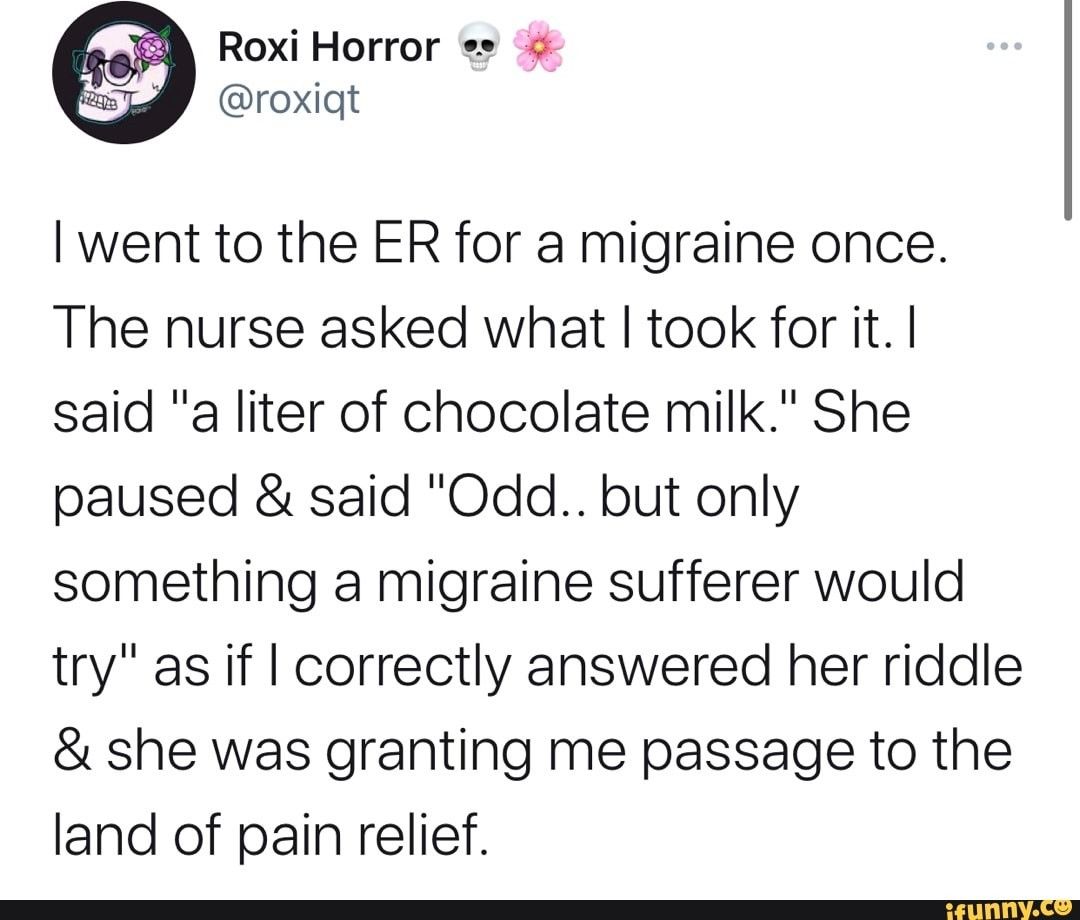 Roxi Horror 💀🌸
@roxiqt
I went to the ER for a migraine once.
The nurse asked what I took for it. I
said "a liter of chocolate milk." She
paused & said "Odd.. but only
something a migraine sufferer would
try" as if I correctly answered her riddle
& she was granting me passage to the
land of pain relief.
ifunny.co